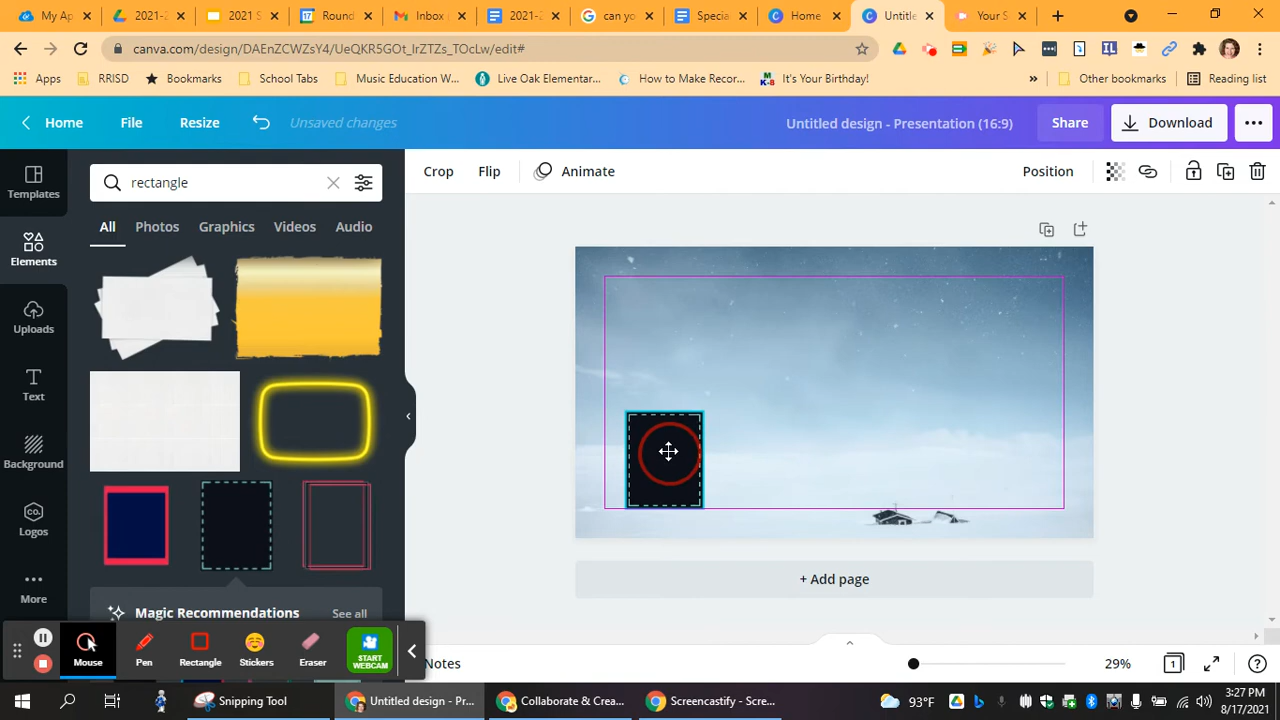 My Ap
2021-2
2021 S
Round
Inbox
2021-
can yo
Specia
Home
Untitle
Your S
canva.com/design/DAEnZCWZsY4/UeQKR5GOt_lrZTZs_TOcLw/edit#
Apps
RRISD
Bookmarks
School Tabs
Music Education W...
Live Oak Elementar...
How to Make Recor...
It's Your Birthday!
»
Other bookmarks
Reading list
Home
File
Resize
Unsaved changes
Untitled design - Presentation (16:9)
Share
Download
Templates
rectangle
Crop
Flip
Animate
Position
Elements
All
Photos
Graphics
Videos
Audio
Uploads
Text
Background
CO.
Logos
More
Magic Recommendations
See all
+ Add page
Mouse
Pen
Rectangle
Stickers
Eraser
START
WEBCAM
Notes
29%
1
Snipping Tool
Untitled design - Pr...
Collaborate & Crea...
Screencastify - Scre...
93°F
3:27 PM
8/17/2021